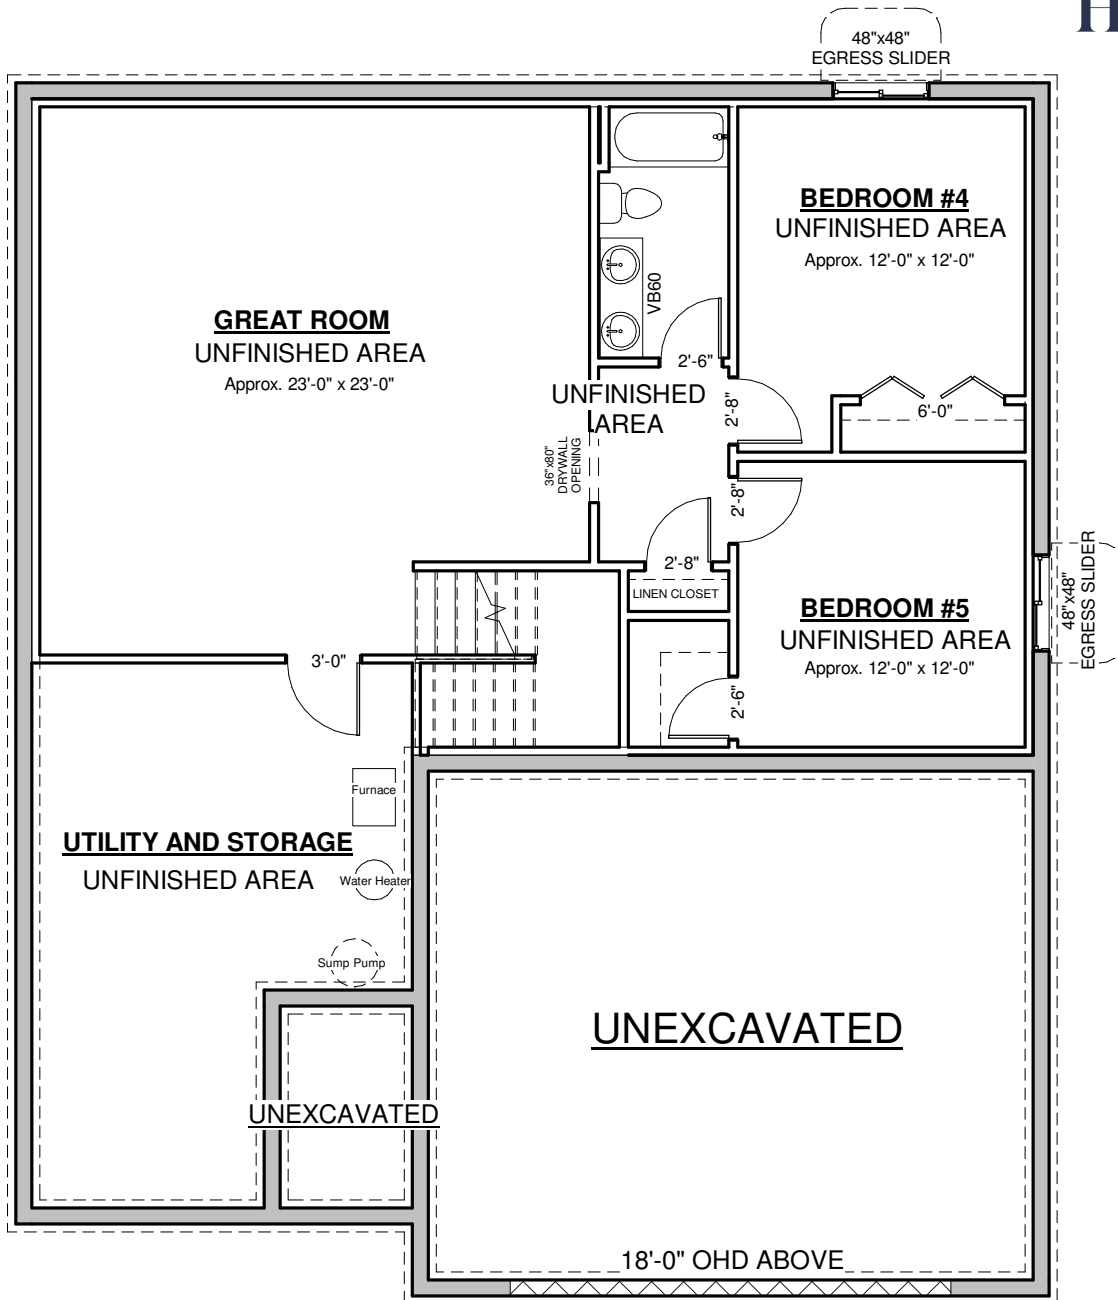 H
48"x48"
EGRESS SLIDER
BEDROOM #4
UNFINISHED AREA
Approx. 12'-0" x 12'-0"
VB60
GREAT ROOM
UNFINISHED AREA
Approx. 23'-0" x 23'-0"
2'-6"
UNFINISHED
AREA
2'-8"
6'-0"
36"x80"
DRYWALL
OPENING
2'-8"
2'-8"
LINEN CLOSET
48"x48"
EGRESS SLIDER
BEDROOM #5
UNFINISHED AREA
Approx. 12'-0" x 12'-0"
3'-0"
2'-6"
Furnace
UTILITY AND STORAGE
UNFINISHED AREA
Water Heater
Sump Pump
UNEXCAVATED
UNEXCAVATED
18'-0" OHD ABOVE